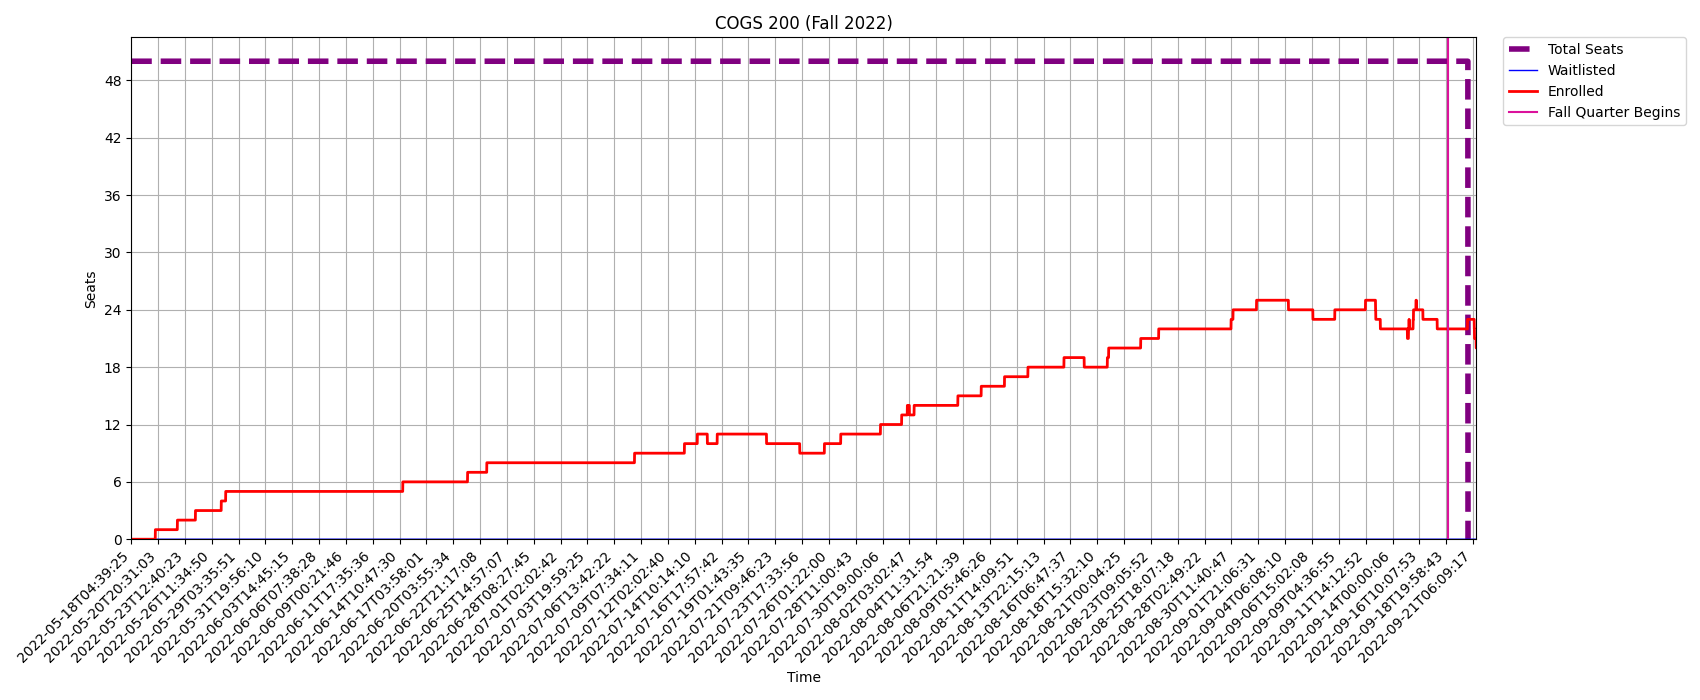 COGS 200 (Fall 2022)
Total Seats
Waitlisted
Enrolled
Fall Quarter Begins
Seats
48
42
36
30
24
18
12
6
0
2022-05-18T04:39:25
2022-05-20T20:31:03
2022-05-23T12:40:23
2022-05-26T11:34:50
2022-05-29T03:35:51
2022-05-31T19:56:10
2022-06-03T14:45:15
2022-06-06T07:38:28
2022-06-09T00:21:46
2022-06-11T17:35:36
2022-06-14T10:47:30
2022-06-17T03:58:01
2022-06-20T03:55:34
2022-06-22T21:17:08
2022-06-25T14:57:07
2022-06-28T08:27:45
2022-07-01T02:02:42
2022-07-03T19:59:25
2022-07-06T13:42:22
2022-07-09T07:34:11
2022-07-12T02:02:40
2022-07-14T10:14:10
2022-07-16T17:57:42
2022-07-19T01:43:35
2022-07-21T09:46:23
2022-07-23T17:33:56
2022-07-26T01:22:00
2022-07-28T11:00:43
2022-07-30T19:00:06
2022-08-02T03:02:47
2022-08-04T11:31:54
2022-08-06T21:21:39
2022-08-09T05:46:26
2022-08-11T14:09:51
2022-08-13T22:15:13
2022-08-16T06:47:37
2022-08-18T15:32:10
2022-08-21T00:04:25
2022-08-23T09:05:52
2022-08-25T18:07:18
2022-08-28T02:49:22
2022-08-30T11:40:47
2022-09-01T21:06:31
2022-09-04T06:08:10
2022-09-06T15:02:08
2022-09-09T04:36:55
2022-09-11T14:12:52
2022-09-14T00:00:06
2022-09-16T10:07:53
2022-09-18T19:58:43
2022-09-21T06:09:17
Time